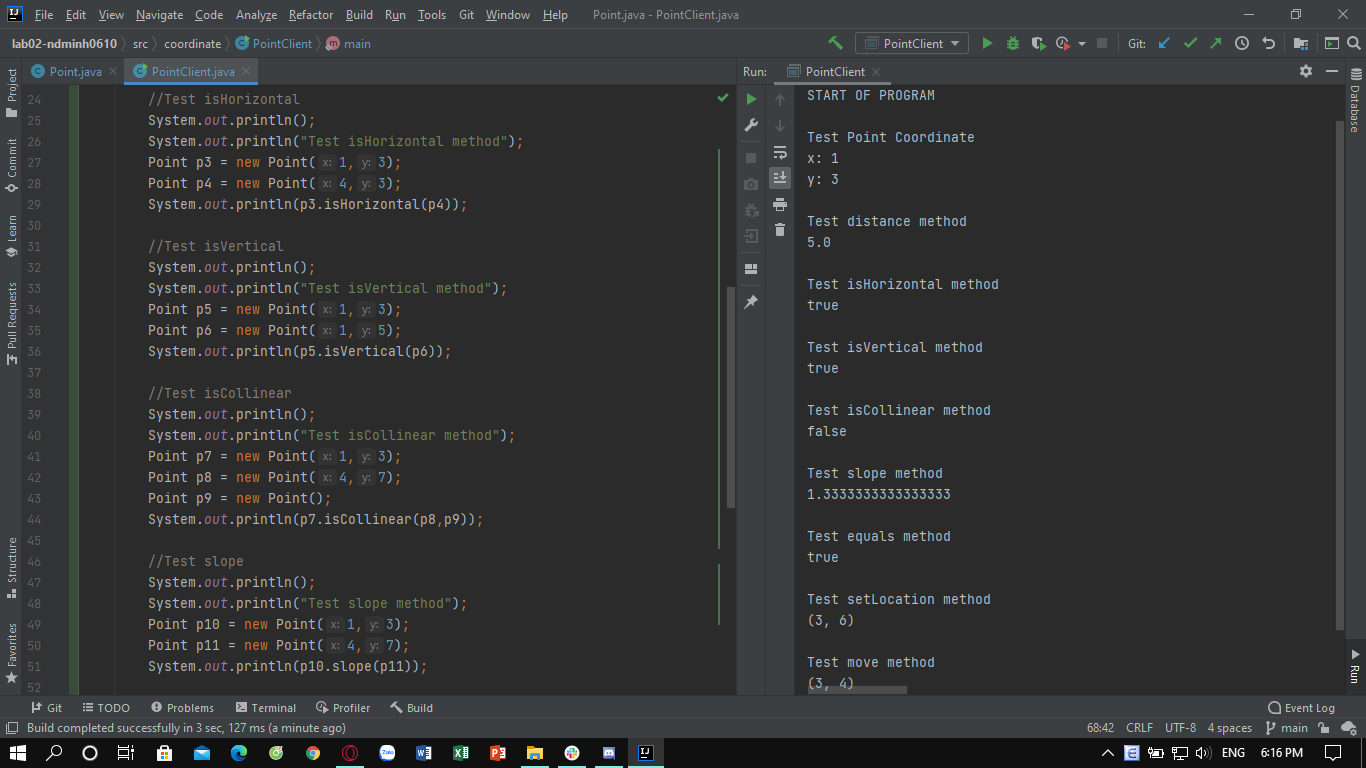 File Edit View Navigate Code Analyze Refactor Build Run Tools Git Window Help Point.java - PointClient.java
lab02-ndminh0610 src coordinate PointClient main
PointClient
Git:
Point.java
PointClient.java
Run: PointClient
Project
Commit
Learn
Pull Requests
Structure
Favorites
24 //Test isHorizontal
25 System.out.println();
26 System.out.println("Test isHorizontal method");
27 Point p3 = new Point( x: 1, y: 3);
28 Point p4 = new Point( x: 4, y: 3);
29 System.out.println(p3.isHorizontal(p4));
30
31 //Test isVertical
32 System.out.println();
33 System.out.println("Test isVertical method");
34 Point p5 = new Point( x: 1, y: 3);
35 Point p6 = new Point( x: 1, y: 5);
36 System.out.println(p5.isVertical(p6));
37
38 //Test isCollinear
39 System.out.println();
40 System.out.println("Test isCollinear method");
41 Point p7 = new Point( x: 1, y: 3);
42 Point p8 = new Point( x: 4, y: 7);
43 Point p9 = new Point();
44 System.out.println(p7.isCollinear(p8,p9));
45
46 //Test slope
47 System.out.println();
48 System.out.println("Test slope method");
49 Point p10 = new Point( x: 1, y: 3);
50 Point p11 = new Point( x: 4, y: 7);
51 System.out.println(p10.slope(p11));
52
START OF PROGRAM
Test Point Coordinate
x: 1
y: 3
Test distance method
5.0
Test isHorizontal method
true
Test isVertical method
true
Test isCollinear method
false
Test slope method
1.3333333333333333
Test equals method
true
Test setLocation method
(3, 6)
Test move method
(3, 4)
Database
Run
Git TODO Problems Terminal Profiler Build Event Log
Build completed successfully in 3 sec, 127 ms (a minute ago) 68:42 CRLF UTF-8 4 spaces main
ENG 6:16 PM